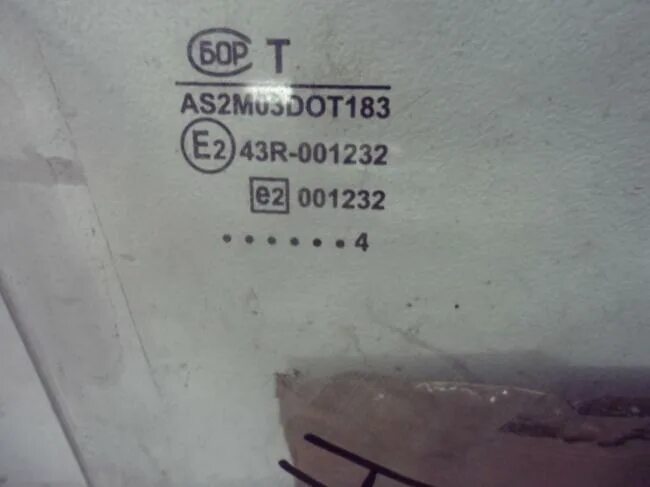 БОР T
AS2M03DOT183
E2 43R-001232
e2 001232
......4